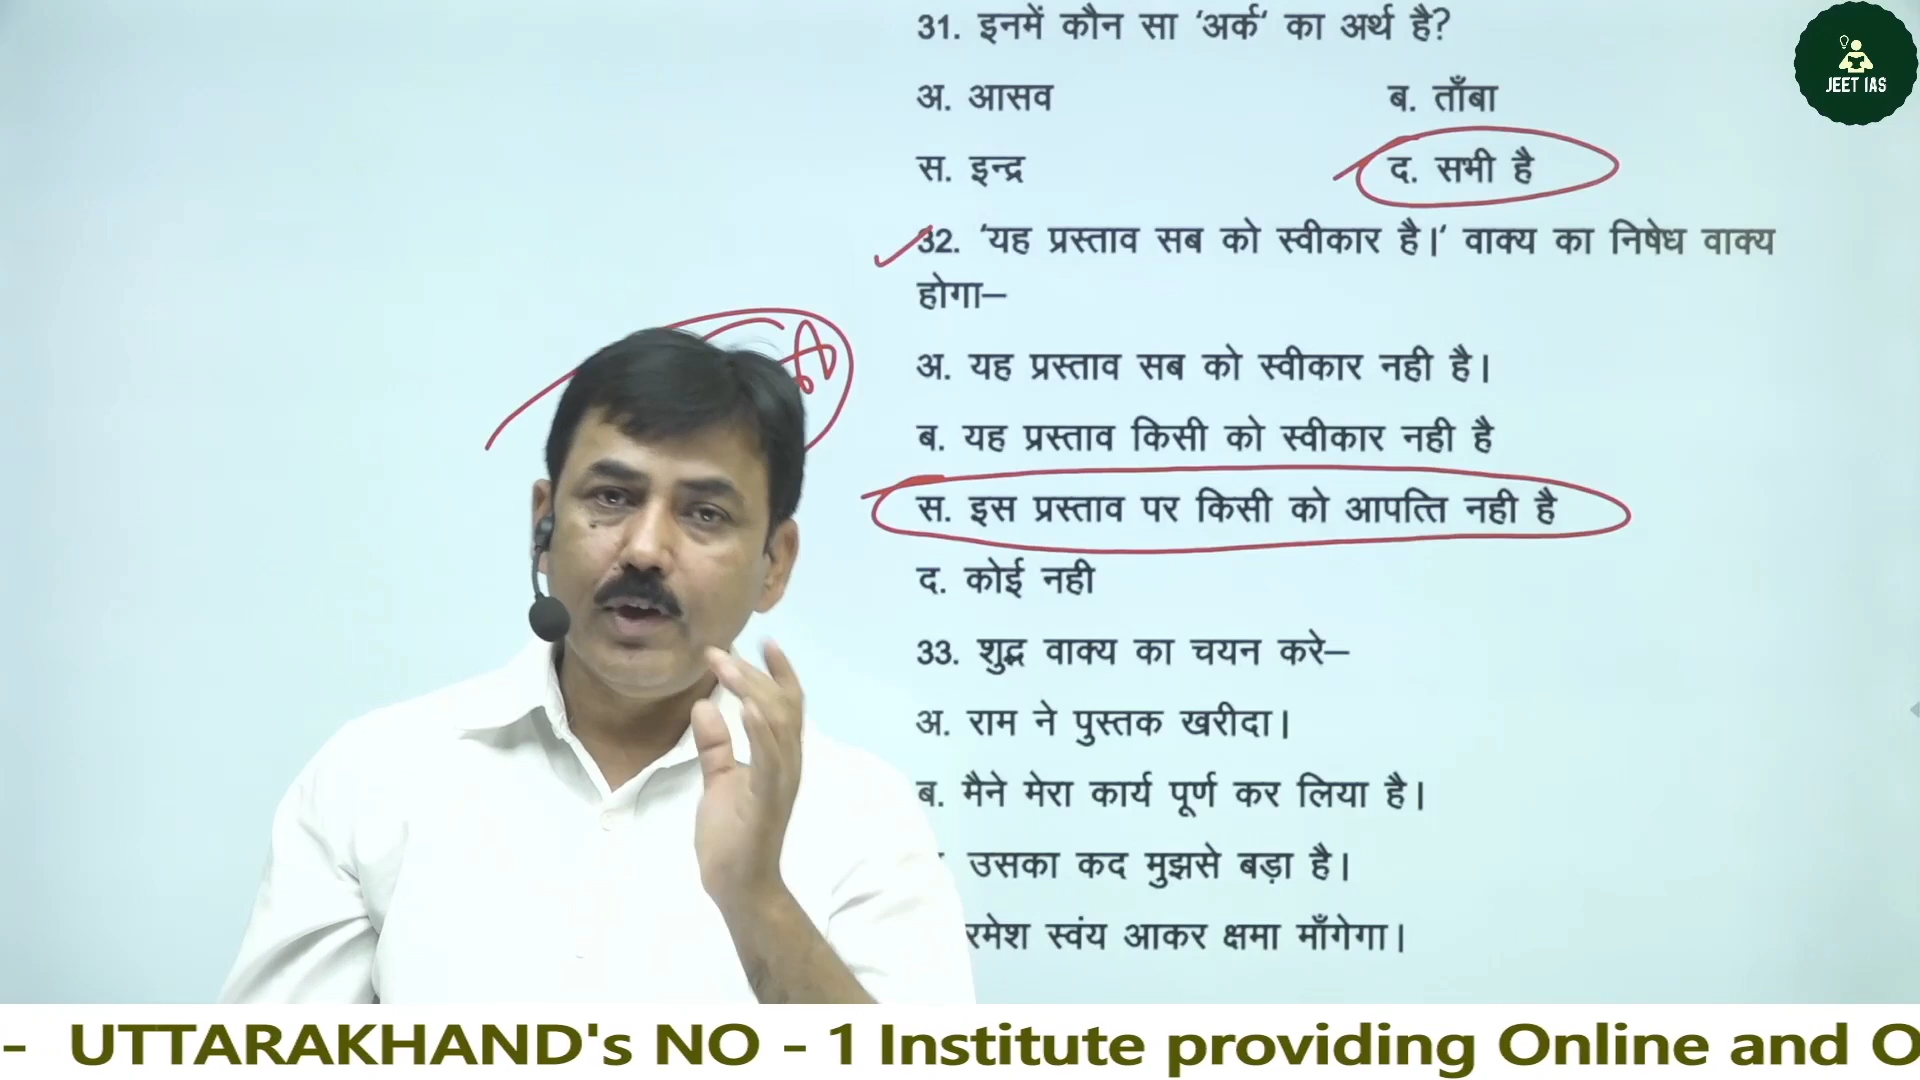 31. इनमें कौन सा ‘अर्क‘ का अर्थ है?
अ. आसव ब. ताँबा
स. इन्द्र द. सभी है
32. ‘यह प्रस्ताव सब को स्वीकार है।‘ वाक्य का निषेध वाक्य
होगा–
अ. यह प्रस्ताव सब को स्वीकार नही है।
ब. यह प्रस्ताव किसी को स्वीकार नही है
स. इस प्रस्ताव पर किसी को आपत्ति नही है
द. कोई नही
33. शुद्ध वाक्य का चयन करे–
अ. राम ने पुस्तक खरीदा।
ब. मैने मेरा कार्य पूर्ण कर लिया है।
उसका कद मुझसे बड़ा है।
रमेश स्वंय आकर क्षमा माँगेगा।
JEET IAS
- UTTARAKHAND's NO - 1 Institute providing Online and O